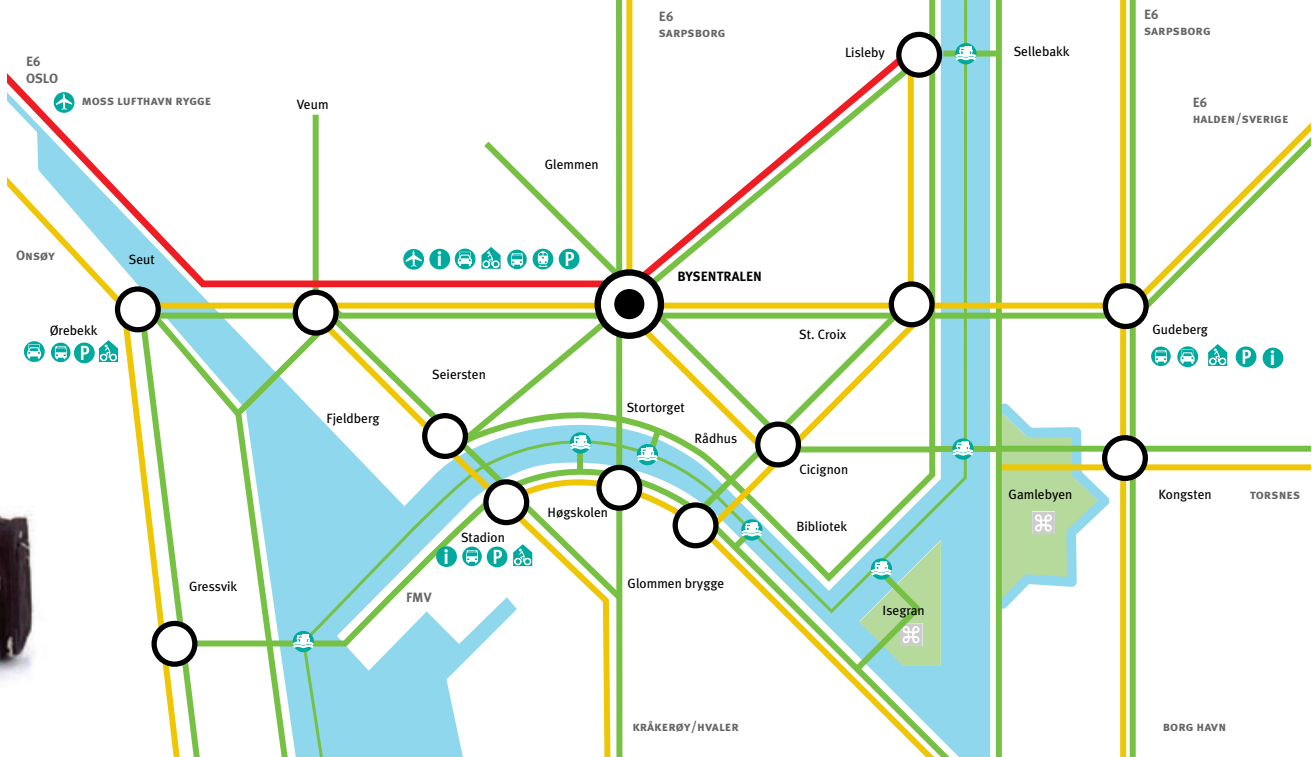 E6
SARPSBORG
E6
SARPSBORG
E6
OSLO
MOSS LUFTHAVN RYGGE
Lisleby
Sellebakk
Veum
E6
HALDEN/SVERIGE
Glemmen
ONSØY
Seut
i
P
BYSENTRALEN
Ørebekk
P
St. Croix
Gudeberg
P
i
Seiersten
Fjeldberg
Stortorget
Rådhus
Cicignon
Høgskolen
Gamlebyen
Kongsten
TORSNES
Stadion
i
P
Bibliotek
Gressvik
FMV
Glommen brygge
Isegran
KRÅKERØY/HVALER
BORG HAVN